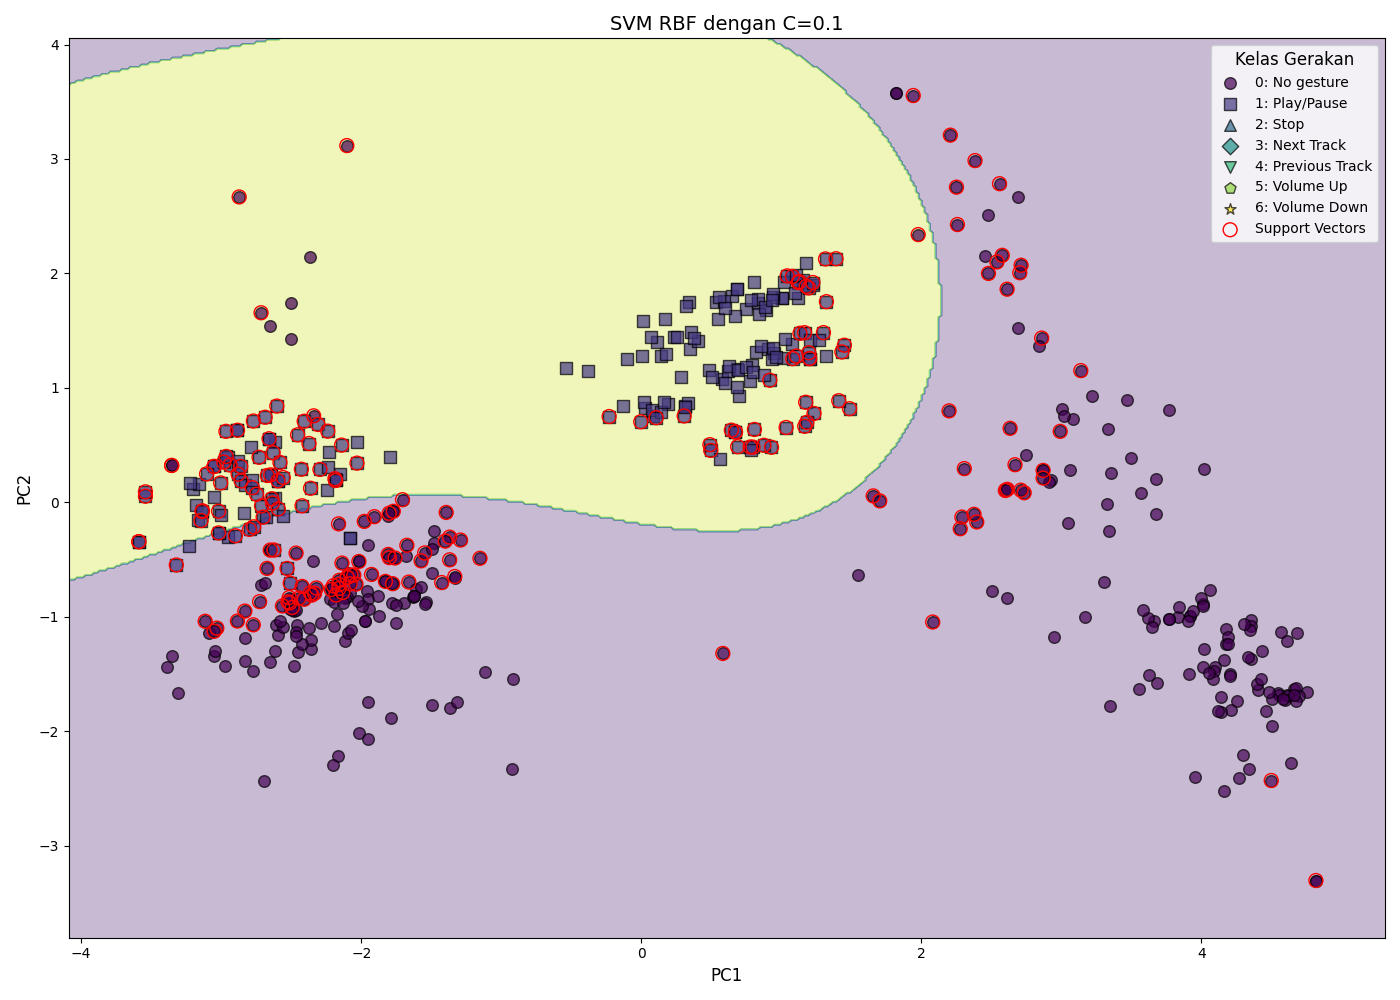 SVM RBF dengan C=0.1
Kelas Gerakan
0: No gesture
1: Play/Pause
2: Stop
3: Next Track
4: Previous Track
5: Volume Up
6: Volume Down
Support Vectors
4
3
2
1
0
−1
−2
−3
PC2
−4
−2
0
2
4
PC1